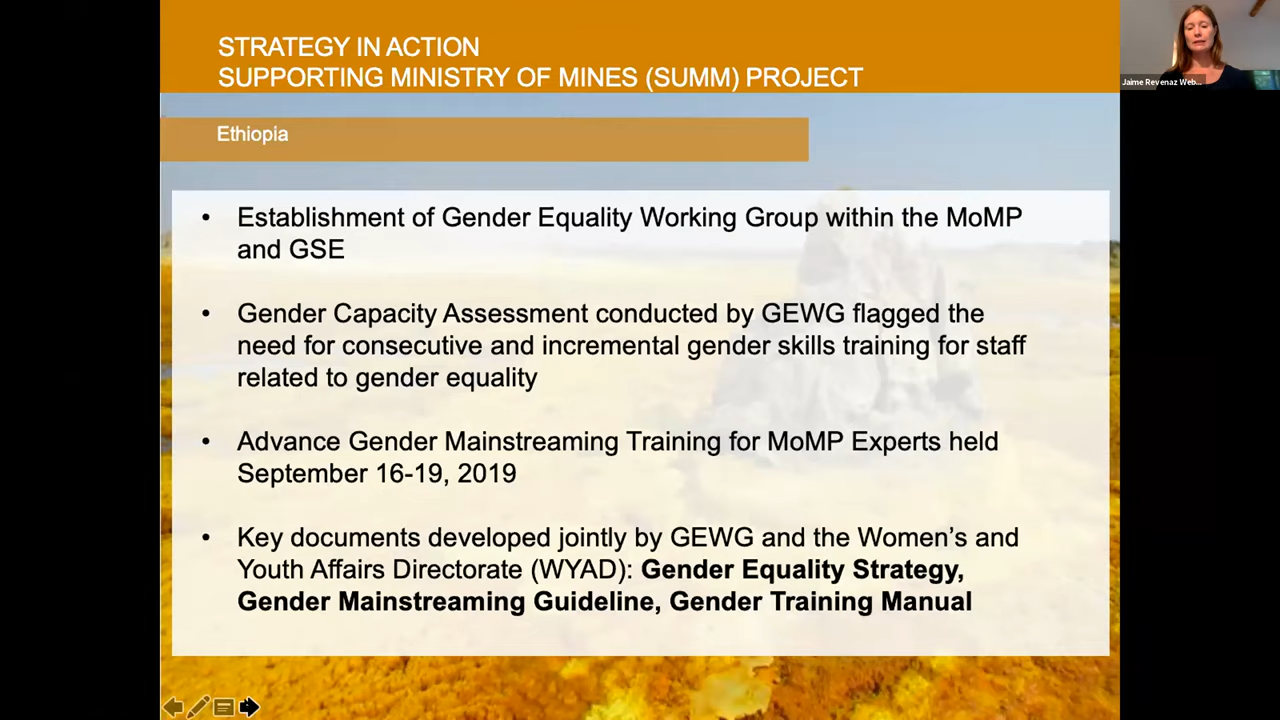 STRATEGY IN ACTION
SUPPORTING MINISTRY OF MINES (SUMM) PROJECT
Jaime Revenaz Web...
Ethiopia
• Establishment of Gender Equality Working Group within the MoMP
and GSE
• Gender Capacity Assessment conducted by GEWG flagged the
need for consecutive and incremental gender skills training for staff
related to gender equality
• Advance Gender Mainstreaming Training for MoMP Experts held
September 16-19, 2019
• Key documents developed jointly by GEWG and the Women’s and
Youth Affairs Directorate (WYAD): Gender Equality Strategy,
Gender Mainstreaming Guideline, Gender Training Manual